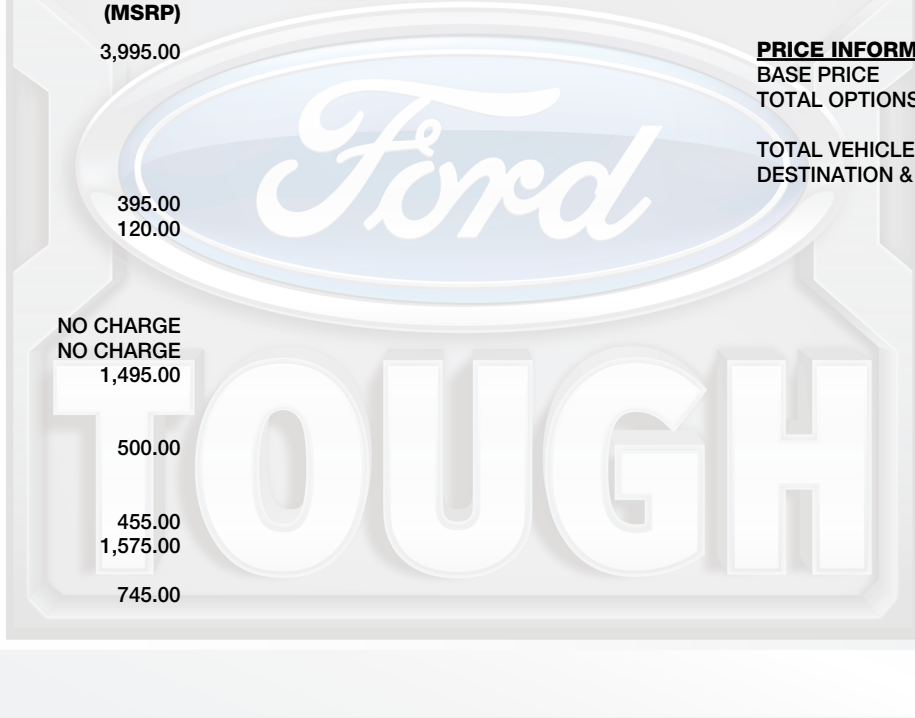 (MSRP)
3,995.00
395.00
120.00
NO CHARGE
NO CHARGE
1,495.00
500.00
455.00
1,575.00
745.00
PRICE INFORM
BASE PRICE
TOTAL OPTIONS
TOTAL VEHICLE
DESTINATION &
Ford
TOUGH